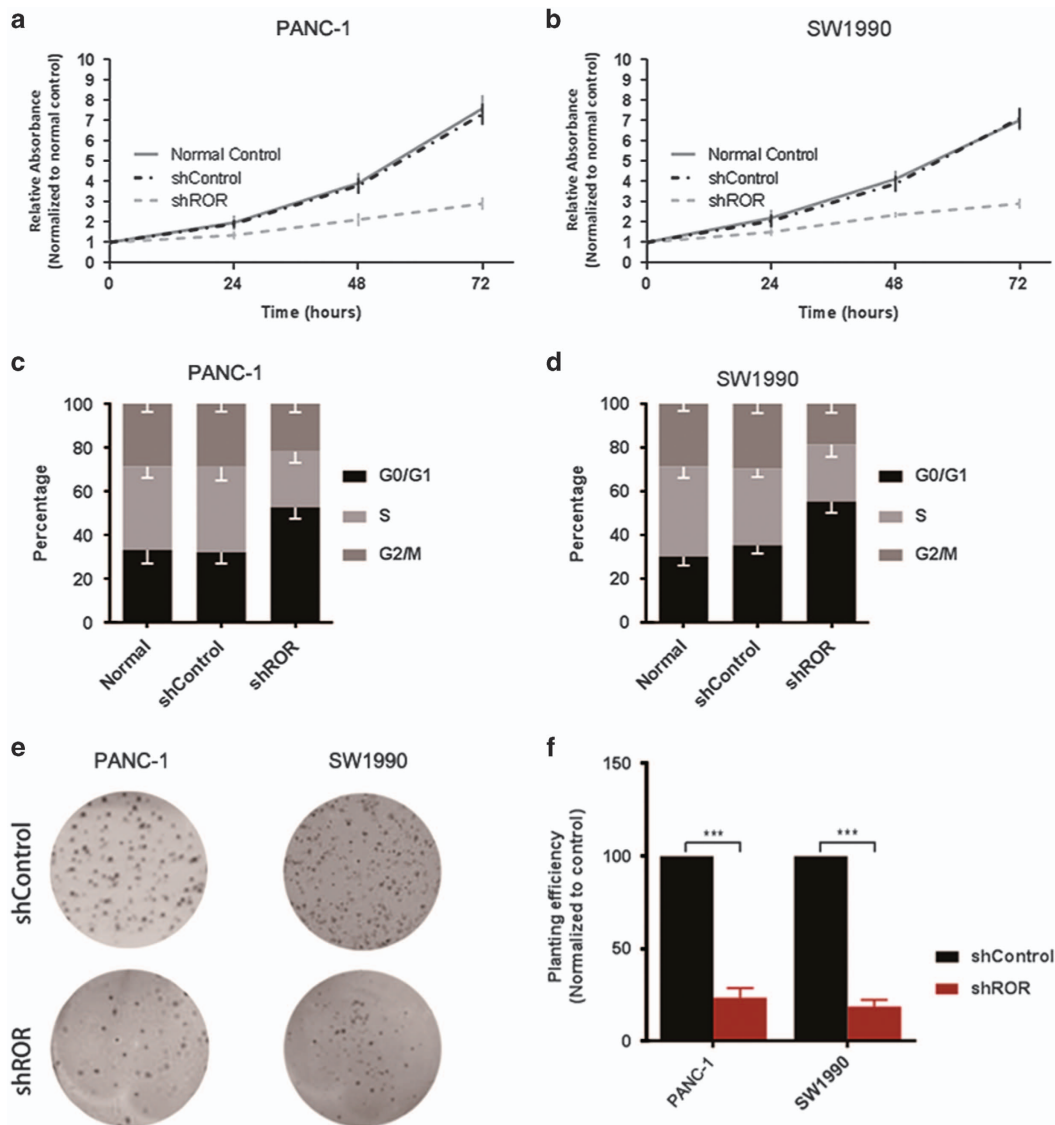 a
PANC-1
Relative Absorbance
(Normalized to normal control)
10
9
8
7
6
5
4
3
2
1
0
Normal Control
shControl
shROR
0 24 48 72
Time (hours)
b
SW1990
Relative Absorbance
(Normalized to normal control)
10
9
8
7
6
5
4
3
2
1
0
Normal Control
shControl
shROR
0 24 48 72
Time (hours)
c
PANC-1
Percentage
100
80
60
40
20
0
G0/G1
S
G2/M
Normal
shControl
shROR
d
SW1990
Percentage
100
80
60
40
20
0
G0/G1
S
G2/M
Normal
shControl
shROR
e
PANC-1 SW1990
shControl
shROR
f
Planting efficiency
(Normalized to control)
150
100
50
0
*** ***
shControl
shROR
PANC-1
SW1990